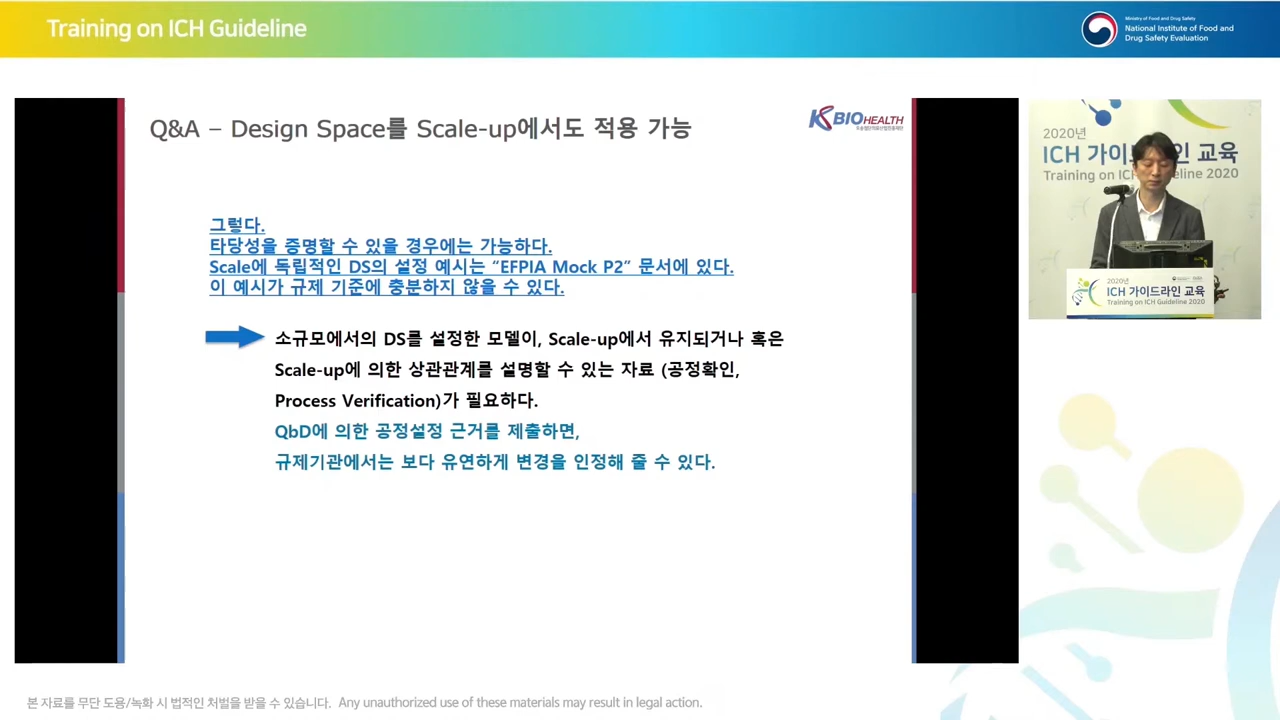 Training on ICH Guideline
Ministry of Food and Drug Safety
National Institute of Food and
Drug Safety Evaluation
Q&A – Design Space를 Scale-up에서도 적용 가능
KBIOHEALTH
그렇다.
타당성을 증명할 수 있을 경우에는 가능하다.
Scale에 독립적인 DS의 설정 예시는 “EFPIA Mock P2” 문서에 있다.
이 예시가 규제 기준에 충분하지 않을 수 있다.
소규모에서의 DS를 설정한 모델이, Scale-up에서 유지되거나 혹은
Scale-up에 의한 상관관계를 설명할 수 있는 자료 (공정확인,
Process Verification)가 필요하다.
QbD에 의한 공정설정 근거를 제출하면,
규제기관에서는 보다 유연하게 변경을 인정해 줄 수 있다.
2020년
ICH 가이드 인 교육
Training on ICH eline 2020
2020년
ICH 가이드라인 교육
Training on ICH Guideline 2020
본 자료를 무단 도용/녹화 시 법적인 처벌을 받을 수 있습니다. Any unauthorized use of these materials may result in legal action.